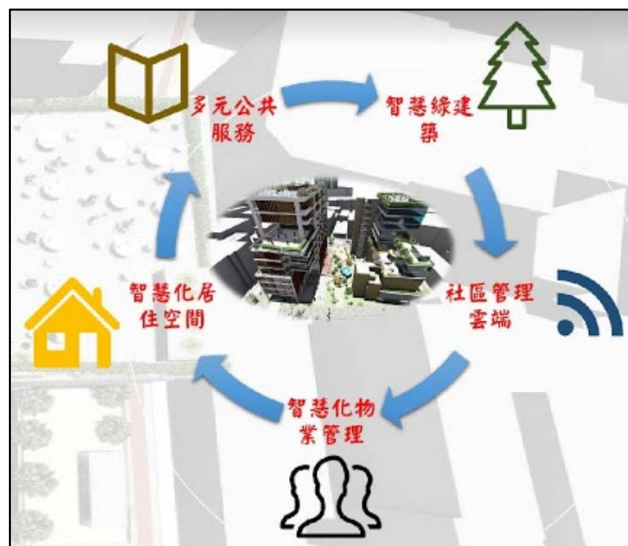 多元公共
服務
智慧綠建
築
社區管理
雲端
智慧化物
業管理
智慧化居
住空間